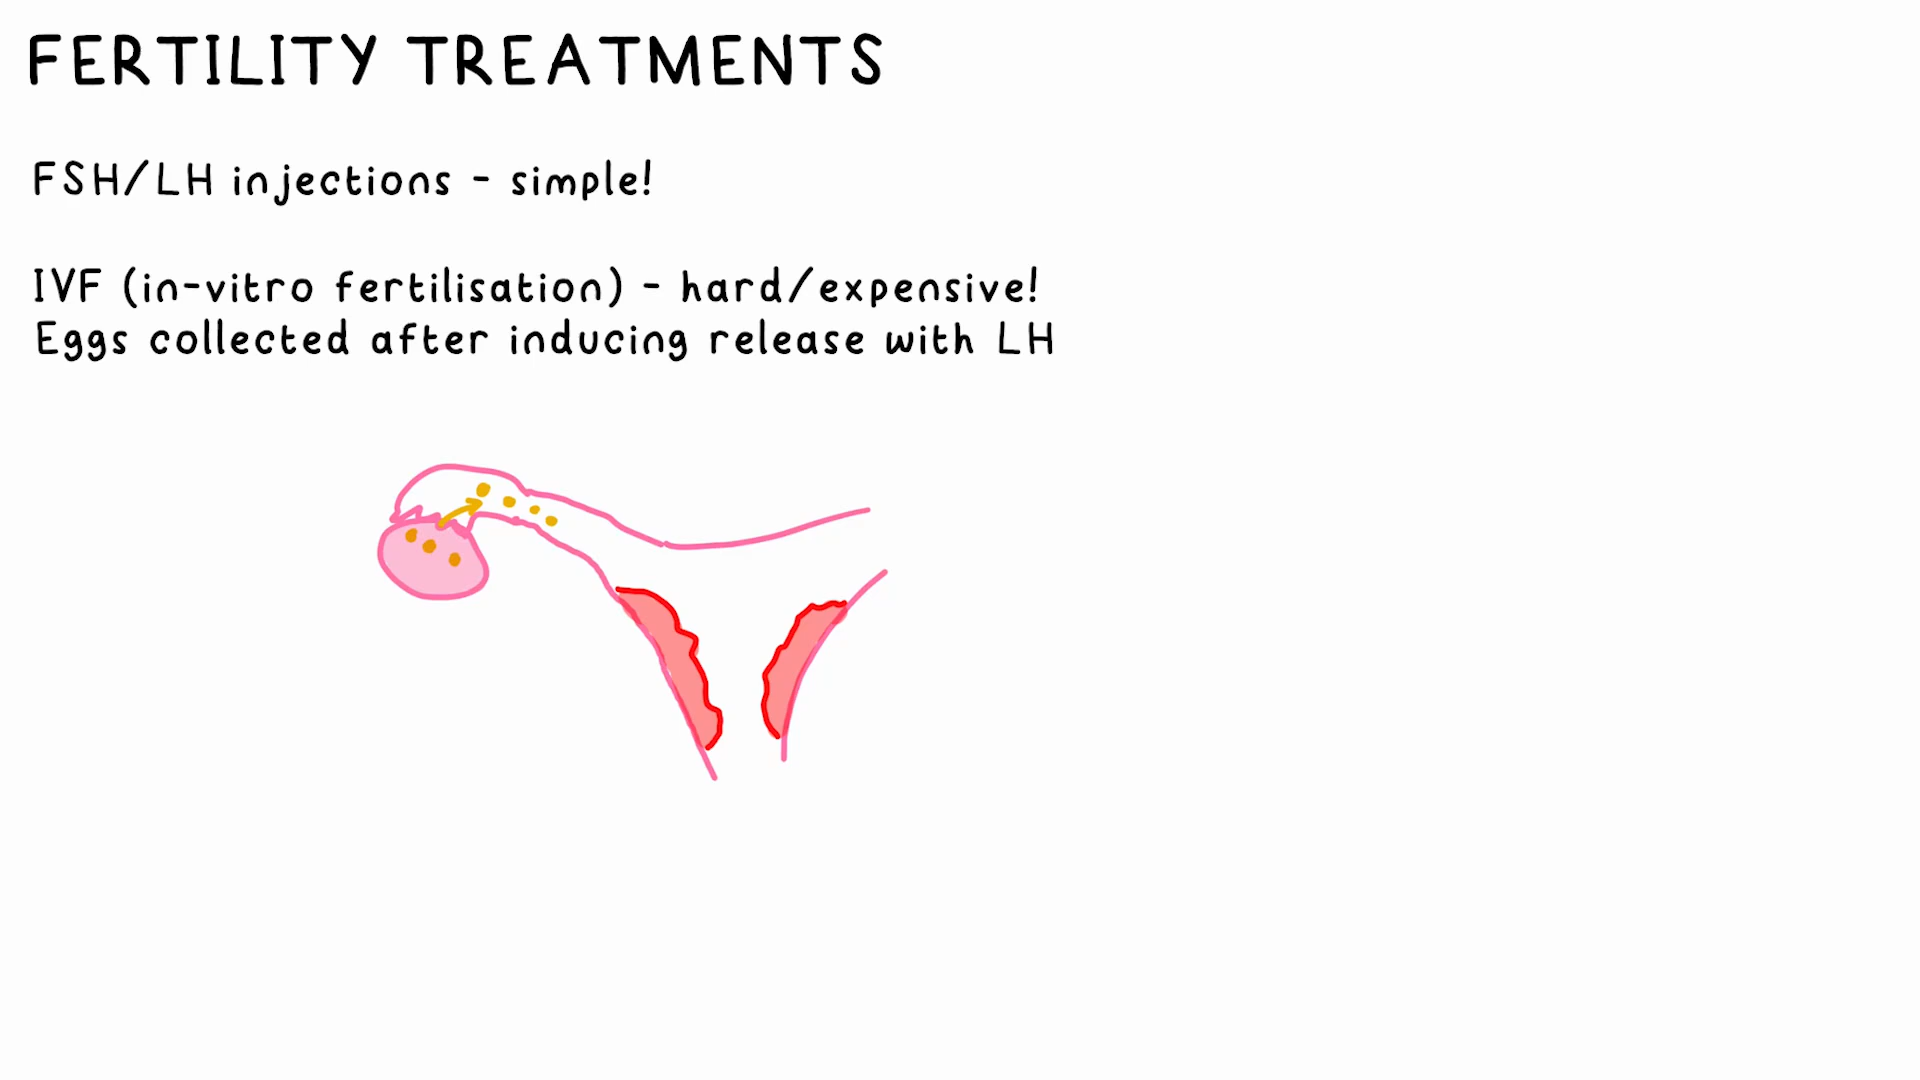 FERTILITY TREATMENTS
FSH/LH injections - simple!
IVF (in-vitro fertilisation) - hard/expensive!
Eggs collected after inducing release with LH